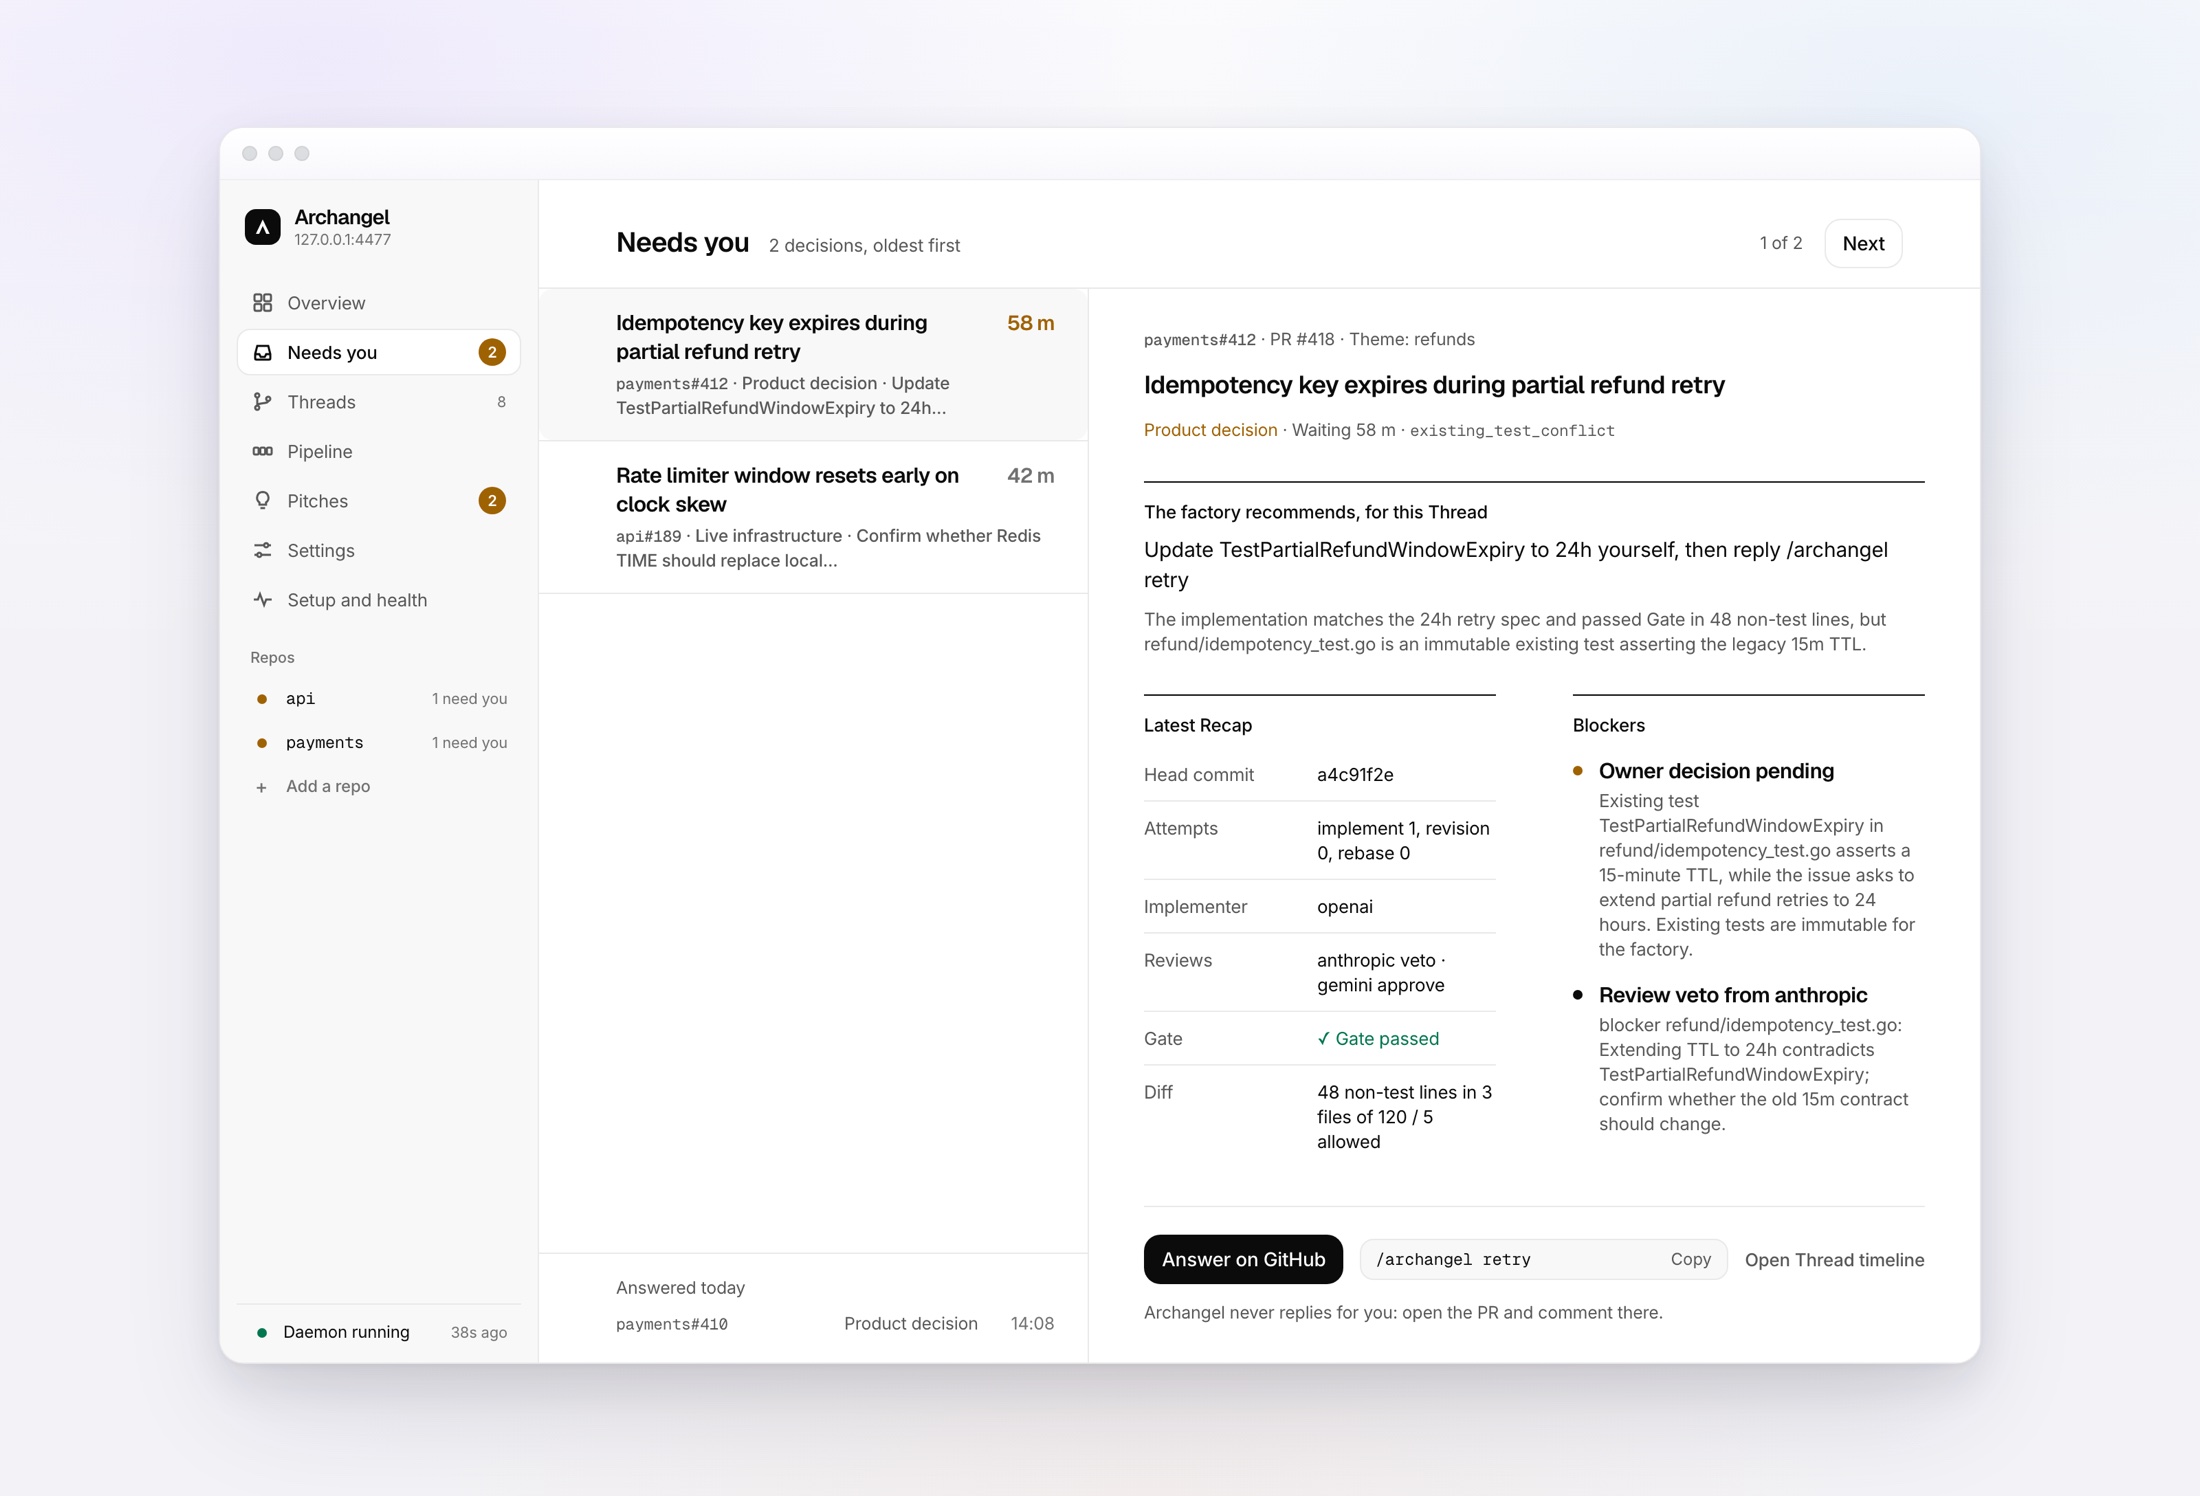 Archangel
127.0.0.1:4477
Overview
Needs you 2
Threads 8
Pipeline
Pitches 2
Settings
Setup and health
Repos
api 1 need you
payments 1 need you
+ Add a repo
Daemon running 38s ago
Needs you 2 decisions, oldest first
1 of 2 Next
Idempotency key expires during 58 m
partial refund retry
payments#412 · Product decision · Update
TestPartialRefundWindowExpiry to 24h...
Rate limiter window resets early on 42 m
clock skew
api#189 · Live infrastructure · Confirm whether Redis
TIME should replace local...
Answered today
payments#410 Product decision 14:08
payments#412 · PR #418 · Theme: refunds
Idempotency key expires during partial refund retry
Product decision · Waiting 58 m · existing_test_conflict
The factory recommends, for this Thread
Update TestPartialRefundWindowExpiry to 24h yourself, then reply /archangel
retry
The implementation matches the 24h retry spec and passed Gate in 48 non-test lines, but
refund/idempotency_test.go is an immutable existing test asserting the legacy 15m TTL.
Latest Recap
Head commit a4c91f2e
Attempts implement 1, revision
0, rebase 0
Implementer openai
Reviews anthropic veto ·
gemini approve
Gate ✓ Gate passed
Diff 48 non-test lines in 3
files of 120 / 5
allowed
Blockers
Owner decision pending
Existing test
TestPartialRefundWindowExpiry in
refund/idempotency_test.go asserts a
15-minute TTL, while the issue asks to
extend partial refund retries to 24
hours. Existing tests are immutable for
the factory.
Review veto from anthropic
blocker refund/idempotency_test.go:
Extending TTL to 24h contradicts
TestPartialRefundWindowExpiry;
confirm whether the old 15m contract
should change.
Answer on GitHub /archangel retry Copy Open Thread timeline
Archangel never replies for you: open the PR and comment there.